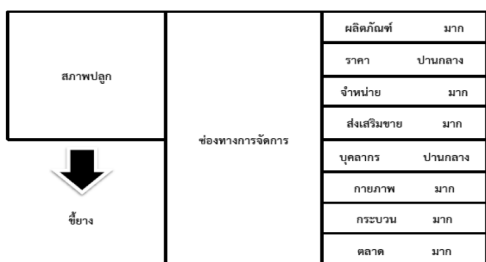 สภาพปลูก
ขี้ยาง
ช่องทางการจัดการ
ผลิตภัณฑ์ มาก
ราคา ปานกลาง
จำหน่าย มาก
ส่งเสริมขาย มาก
บุคลากร ปานกลาง
กายภาพ มาก
กระบวน มาก
ตลาด มาก